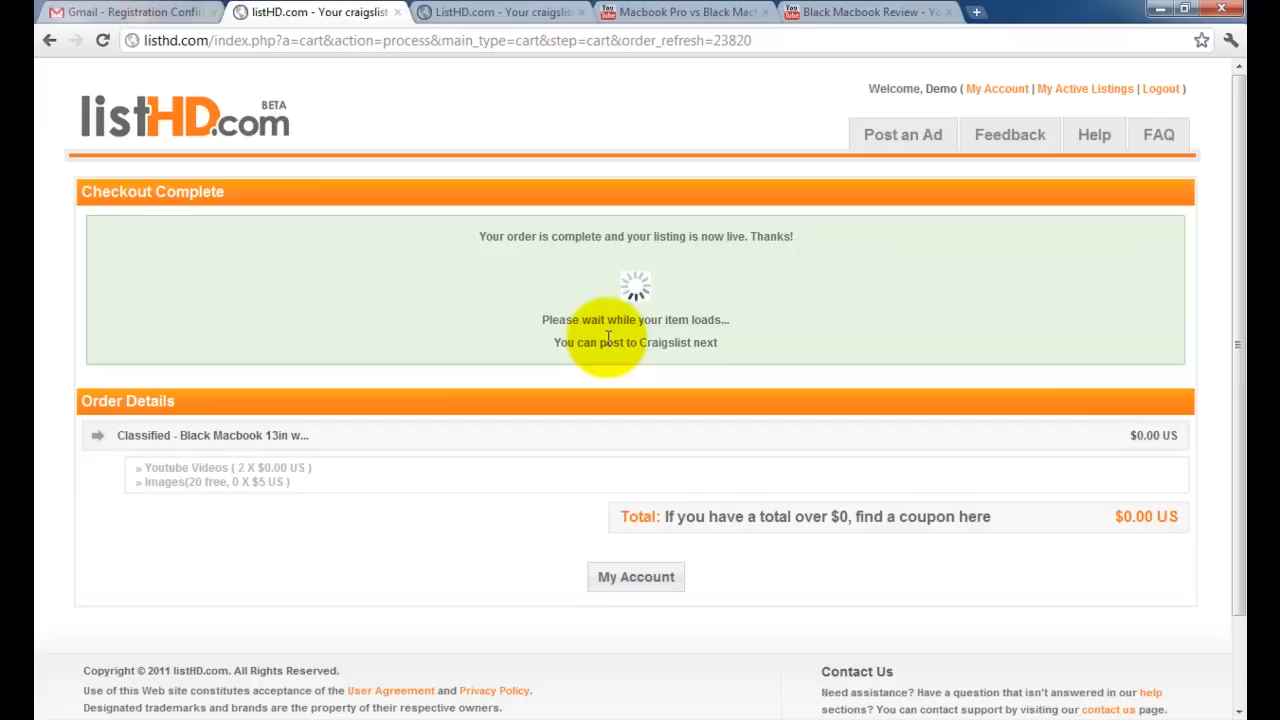 Gmail - Registration Confir
listHD.com - Your craigslist
ListHD.com - Your craigslis
Macbook Pro vs Black Mac
Black Macbook Review - Yo
listhd.com/index.php?a=cart&action=process&main_type=cart&step=cart&order_refresh=23820
Welcome, Demo ( My Account | My Active Listings | Logout )
listHD.com BETA
Post an Ad Feedback Help FAQ
Checkout Complete
Your order is complete and your listing is now live. Thanks!
Please wait while your item loads...
You can post to Craigslist next
Order Details
Classified - Black Macbook 13in w... $0.00 US
» Youtube Videos ( 2 X $0.00 US )
» Images(20 free, 0 X $5 US )
Total: If you have a total over $0, find a coupon here $0.00 US
My Account
Copyright © 2011 listHD.com. All Rights Reserved.
Use of this Web site constitutes acceptance of the User Agreement and Privacy Policy.
Designated trademarks and brands are the property of their respective owners.
Contact Us
Need assistance? Have a question that isn't answered in our help
sections? You can contact support by visiting our contact us page.